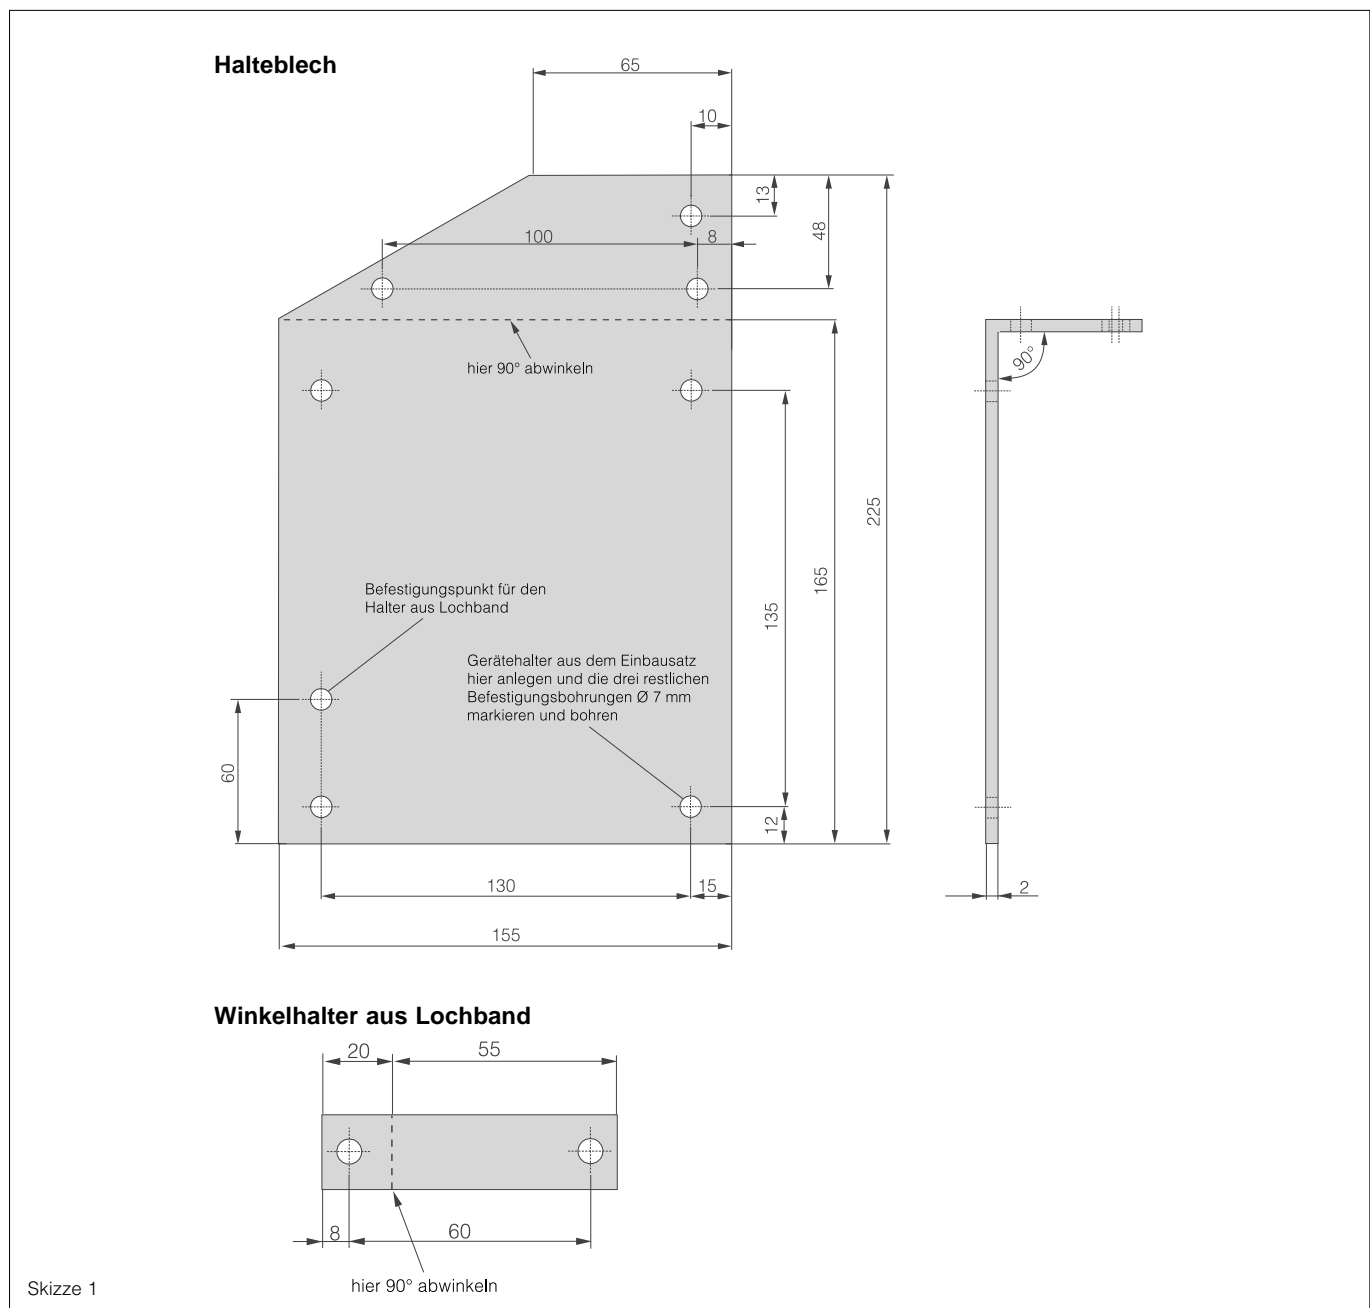 Halteblech
65
10
13
48
100
8
hier 90° abwinkeln
90°
225
165
135
Befestigungspunkt für den
Halter aus Lochband
Gerätehalter aus dem Einbausatz
hier anlegen und die drei restlichen
Befestigungsbohrungen Ø 7 mm
markieren und bohren
60
12
130
15
2
155
Winkelhalter aus Lochband
20
55
8
60
hier 90° abwinkeln
Skizze 1